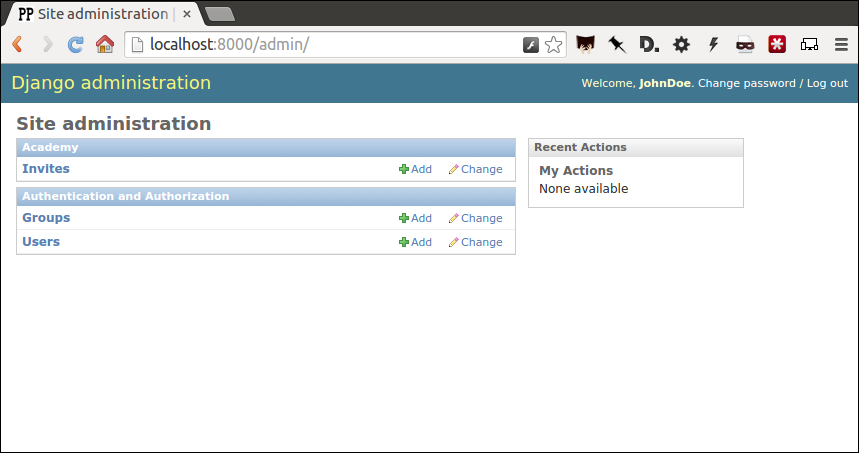 PP Site administration |
localhost:8000/admin/
D.
Django administration
Welcome, JohnDoe. Change password / Log out
Site administration
Academy
Invites Add Change
Authentication and Authorization
Groups Add Change
Users Add Change
Recent Actions
My Actions
None available